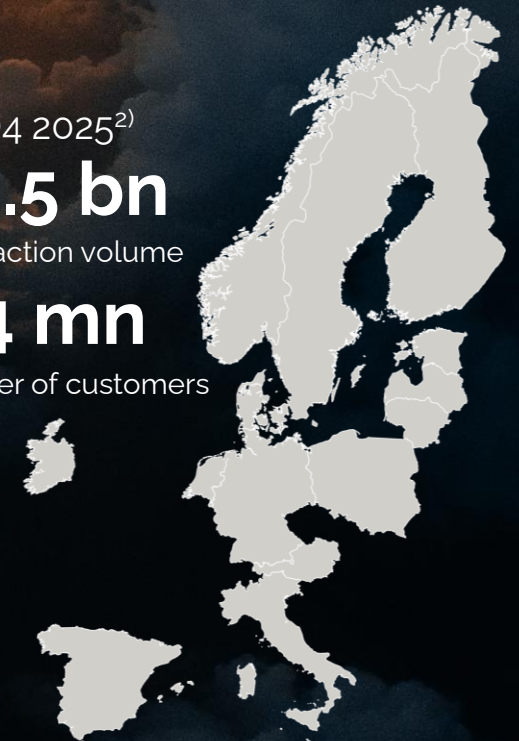 4 2025²⁾
.5 bn
action volume
4 mn
er of customers